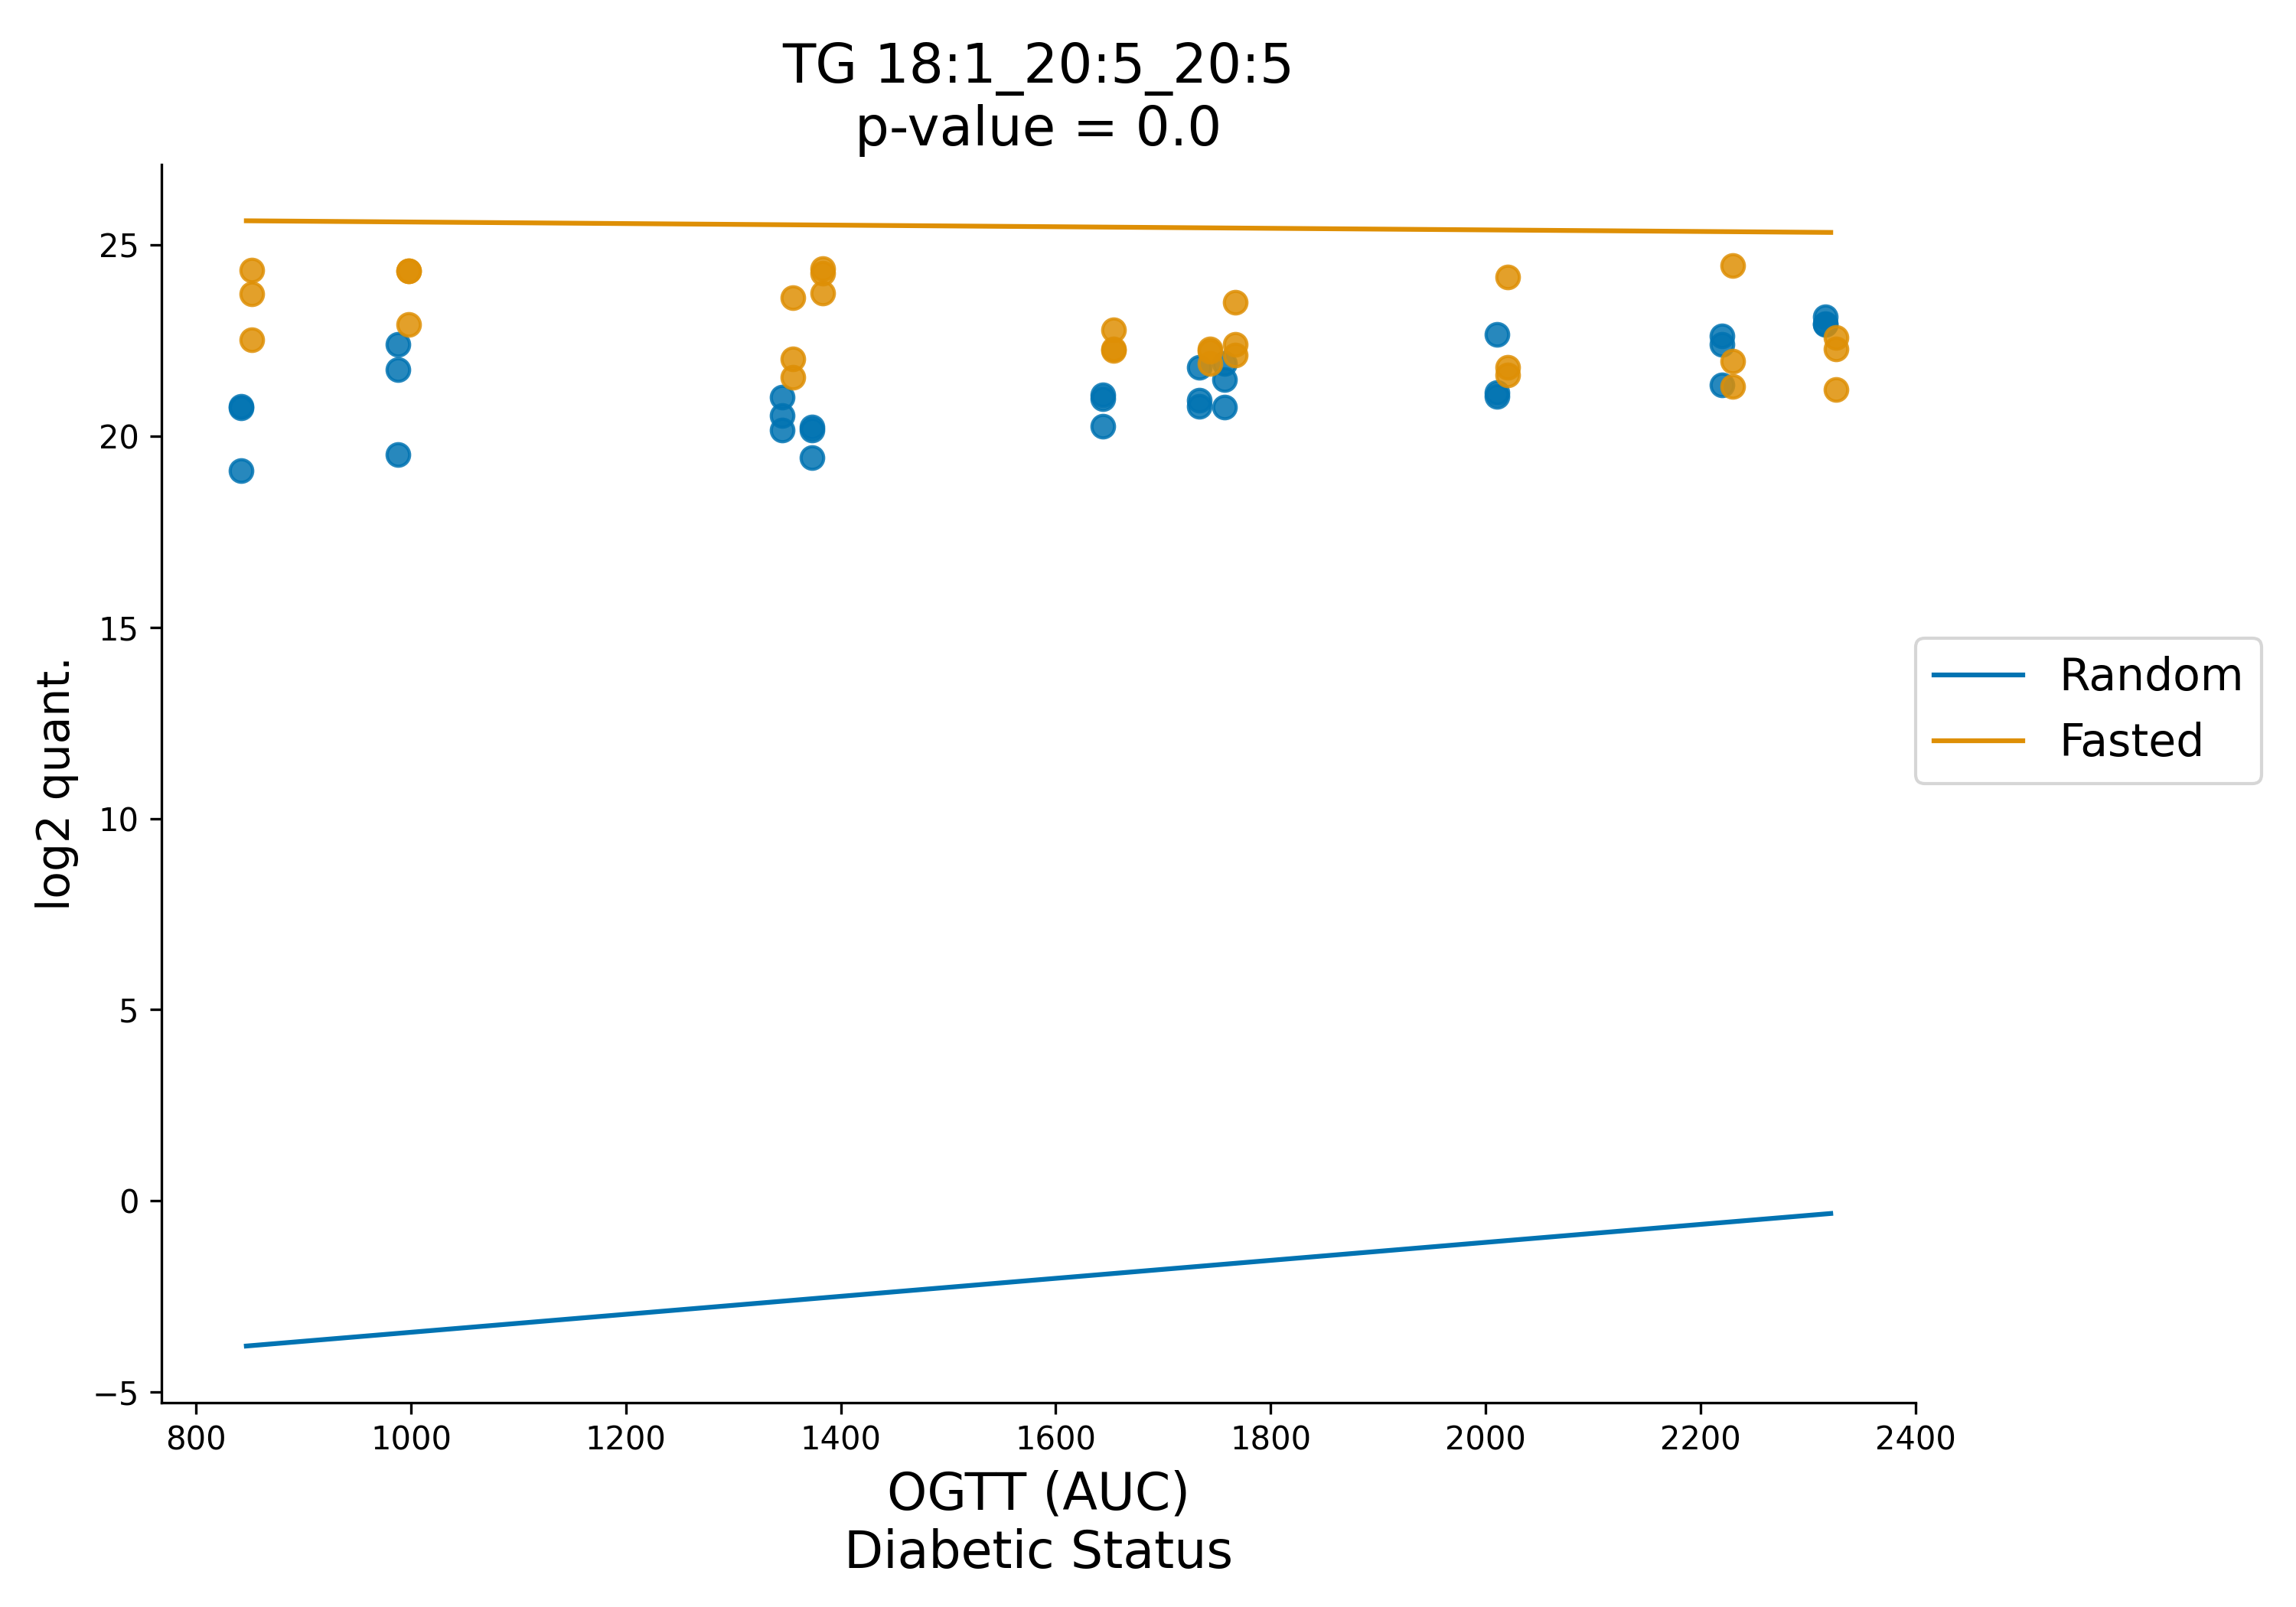 TG 18:1_20:5_20:5
p-value = 0.0
25
20
15
10
5
0
−5
log2 quant.
800 1000 1200 1400 1600 1800 2000 2200 2400
OGTT (AUC)
Diabetic Status
Random
Fasted